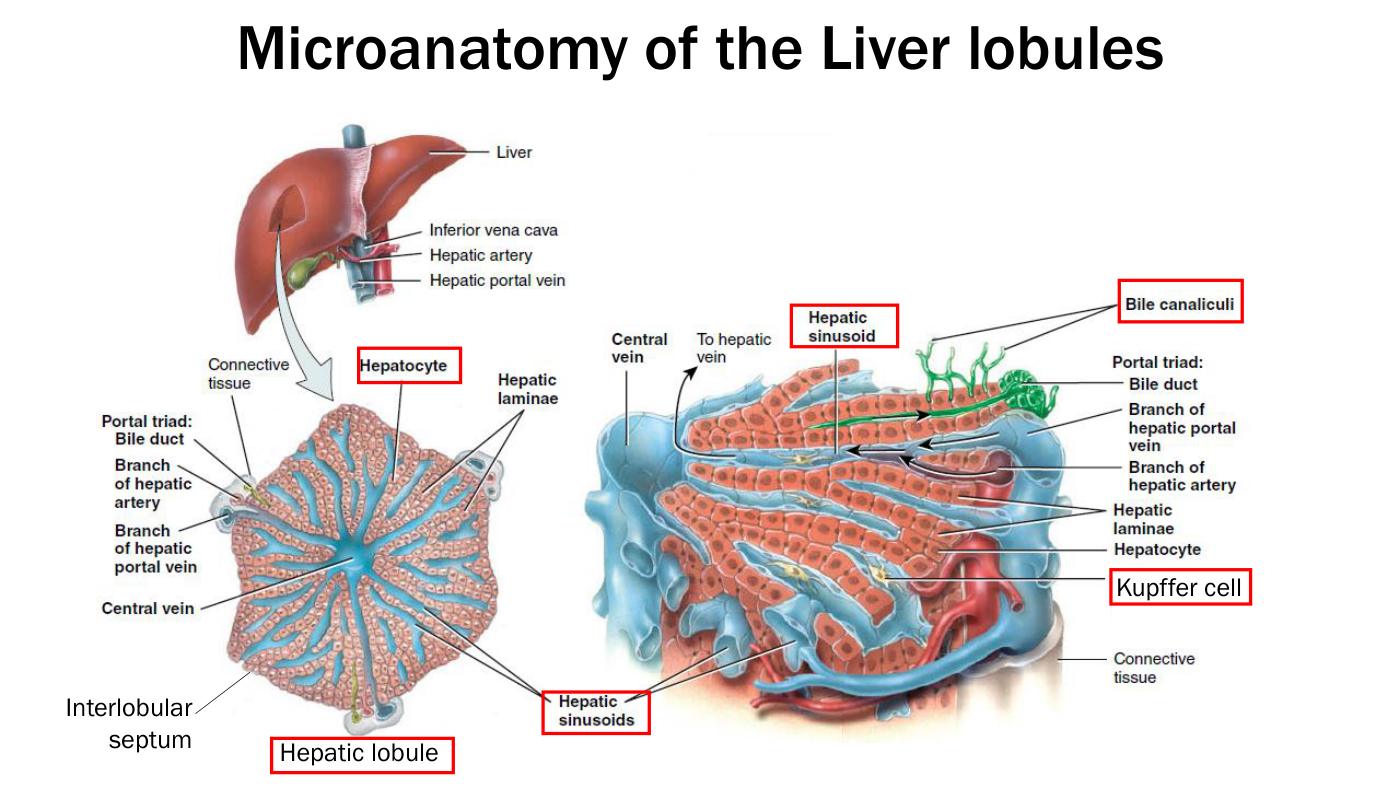 Microanatomy of the Liver lobules
Liver
Inferior vena cava
Hepatic artery
Hepatic portal vein
Connective
tissue
Hepatocyte
Hepatic
laminae
Portal triad:
Bile duct
Branch
of hepatic
artery
Branch
of hepatic
portal vein
Central vein
Interlobular
septum
Hepatic lobule
Hepatic
sinusoids
Central
vein
To hepatic
vein
Hepatic
sinusoid
Bile canaliculi
Portal triad:
Bile duct
Branch of
hepatic portal
vein
Branch of
hepatic artery
Hepatic
laminae
Hepatocyte
Kupffer cell
Connective
tissue